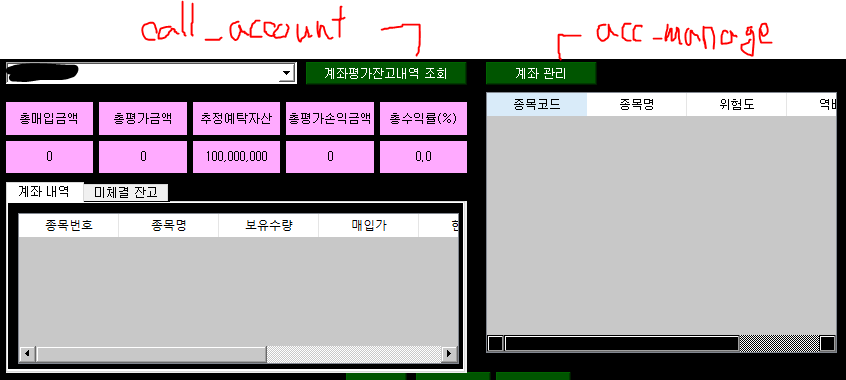 call_account
acc_manage
계좌평가잔고내역 조회
계좌 관리
총매입금액 총평가금액 추정예탁자산 총평가손익금액 총수익률(%)
0 0 100,000,000 0 0.0
계좌 내역 미체결 잔고
종목번호 종목명 보유수량 매입가
종목코드 종목명 위험도